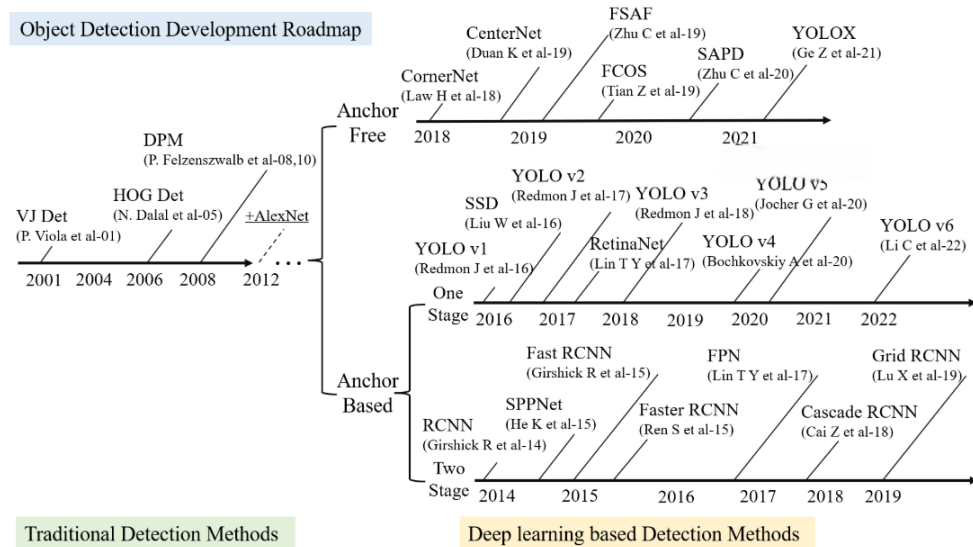 Object Detection Development Roadmap
VJ Det
(P. Viola et al-01)
HOG Det
(N. Dalal et al-05)
DPM
(P. Felzenszwalb et al-08,10)
+AlexNet
2001
2004
2006
2008
2012
...
Anchor
Free
CornerNet
(Law H et al-18)
CenterNet
(Duan K et al-19)
FSAF
(Zhu C et al-19)
FCOS
(Tian Z et al-19)
SAPD
(Zhu C et al-20)
YOLOX
(Ge Z et al-21)
2018
2019
2020
2021
Anchor
Based
One
Stage
YOLO v1
(Redmon J et al-16)
SSD
(Liu W et al-16)
YOLO v2
(Redmon J et al-17)
RetinaNet
(Lin T Y et al-17)
YOLO v3
(Redmon J et al-18)
YOLO v4
(Bochkovskiy A et al-20)
YOLO v5
(Jocher G et al-20)
YOLO v6
(Li C et al-22)
2016
2017
2018
2019
2020
2021
2022
Two
Stage
RCNN
(Girshick R et al-14)
SPPNet
(He K et al-15)
Fast RCNN
(Girshick R et al-15)
Faster RCNN
(Ren S et al-15)
FPN
(Lin T Y et al-17)
Cascade RCNN
(Cai Z et al-18)
Grid RCNN
(Lu X et al-19)
2014
2015
2016
2017
2018
2019
Traditional Detection Methods
Deep learning based Detection Methods